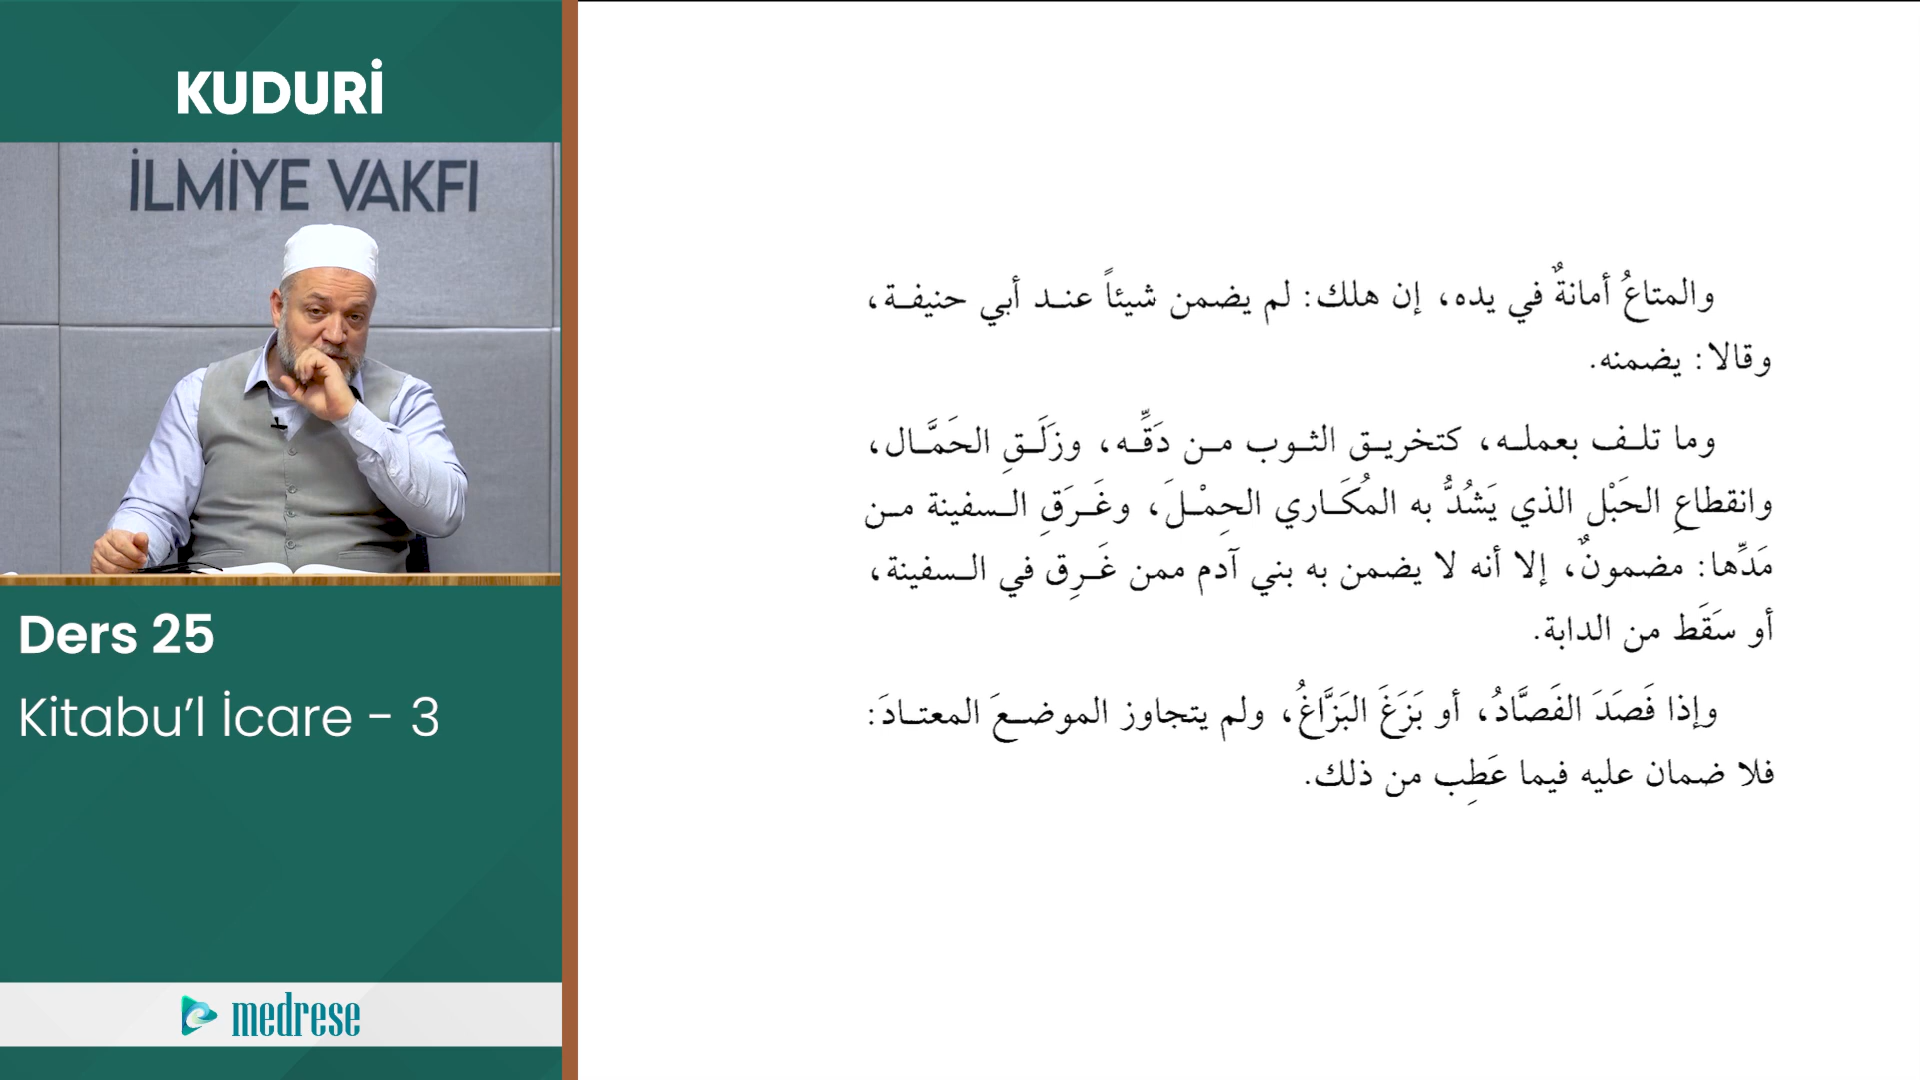 KUDURİ
İLMİYE VAKFI
Ders 25
Kitabu’l İcare - 3
medrese
والمتاعُ أمانةٌ في يده، إن هلك: لم يضمن شيئاً عند أبي حنيفة،
وقالا: يضمنه.
وما تلف بعمله، كتخريق الثوب من دَقِّه، وزَلَقِ الحَمَّال،
وانقطاعِ الحَبْل الذي يَشُدُّ به المُكَاري الحِمْلَ، وغَرَقِ السفينة من
مَدِّها: مضمونٌ، إلا أنه لا يضمن به بني آدم ممن غَرِق في السفينة،
أو سَقَط من الدابة.
وإذا فَصَدَ الفَصَّادُ، أو بَزَغَ البَزَّاغُ، ولم يتجاوز الموضعَ المعتادَ:
فلا ضمان عليه فيما عَطِب من ذلك.